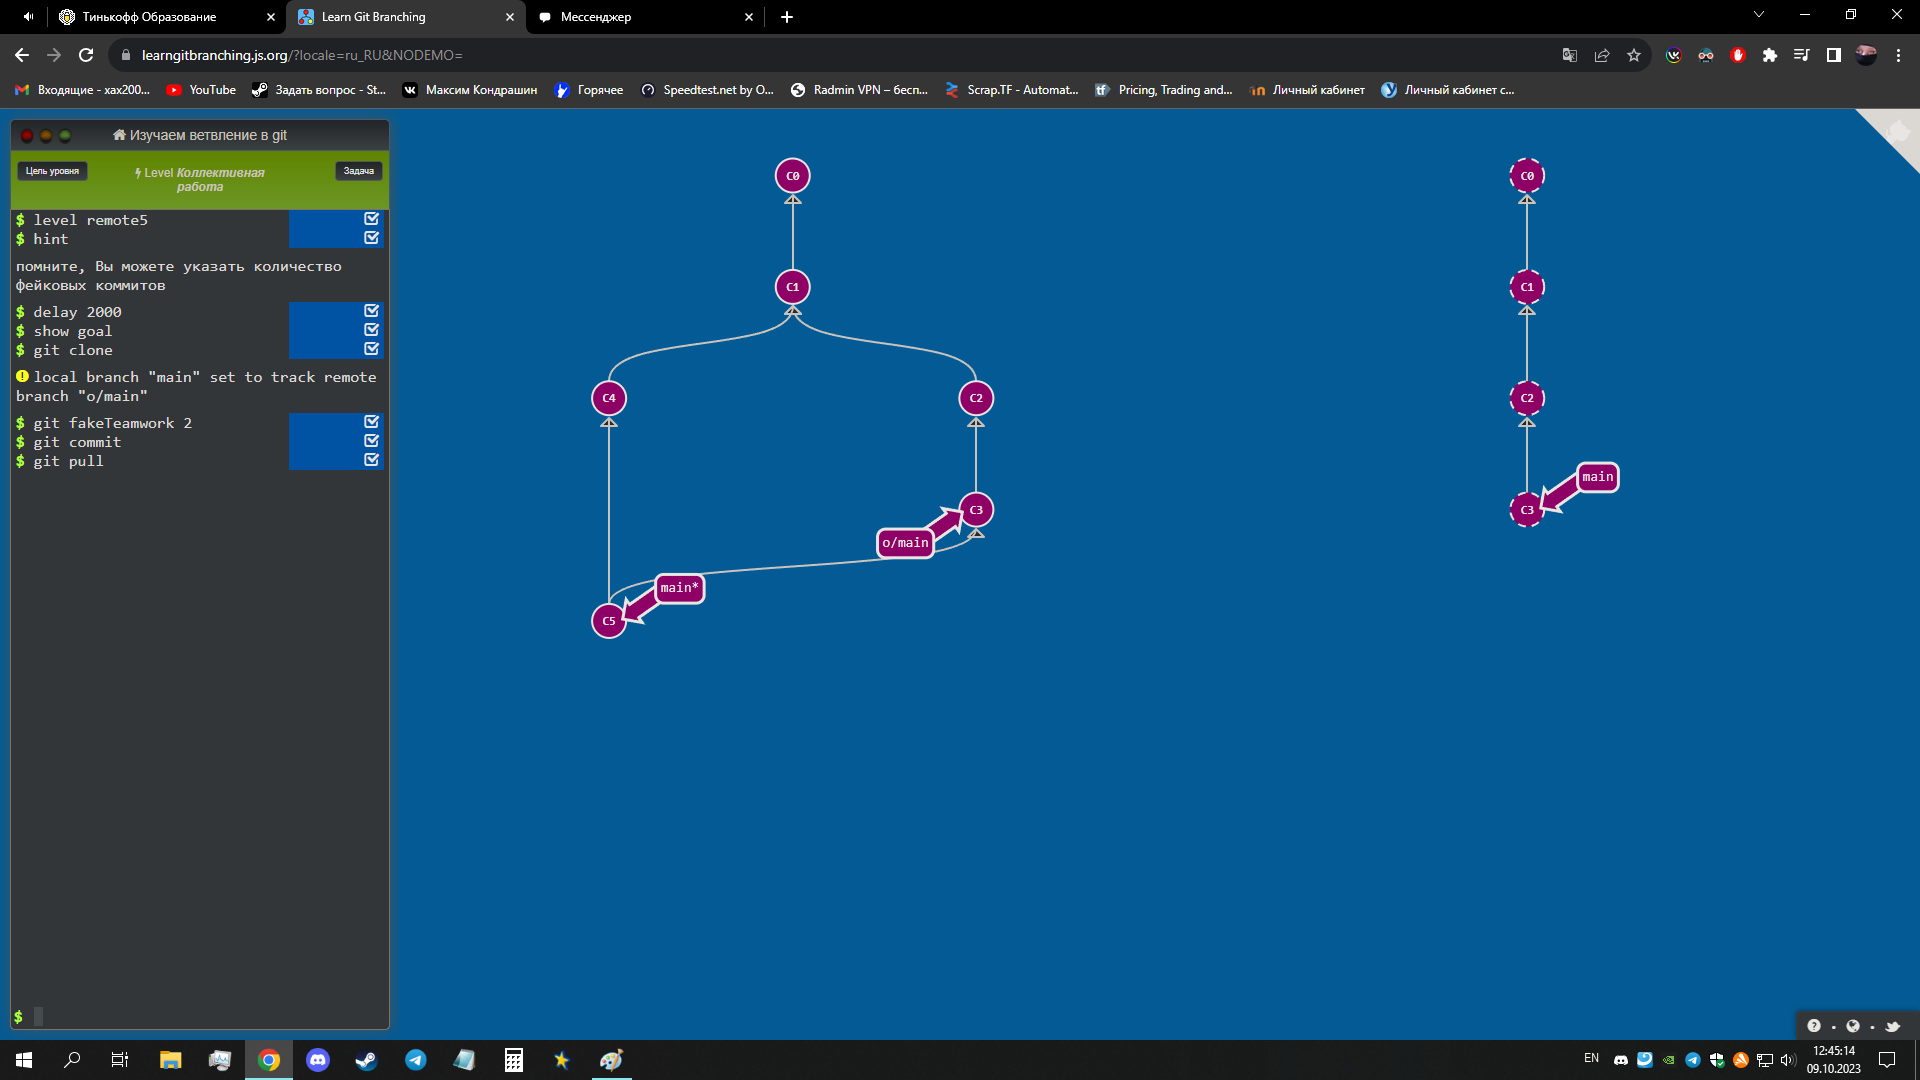 Тинькофф Образование
Learn Git Branching
Мессенджер
learngitbranching.js.org/?locale=ru_RU&NODEMO=
Входящие - xax200...
YouTube
Задать вопрос - St...
Максим Кондрашин
Горячее
Speedtest.net by O...
Radmin VPN – бесп...
Scrap.TF - Automat...
Pricing, Trading and...
Личный кабинет
Личный кабинет с...
Изучаем ветвление в git
Цель уровня
Level Коллективная
работа
Задача
$ level remote5
$ hint
помните, Вы можете указать количество
фейковых коммитов
$ delay 2000
$ show goal
$ git clone
local branch "main" set to track remote
branch "o/main"
$ git fakeTeamwork 2
$ git commit
$ git pull
$
C0
C1
C4
C2
C3
o/main
main*
C5
C0
C1
C2
main
C3
EN
12:45:14
09.10.2023